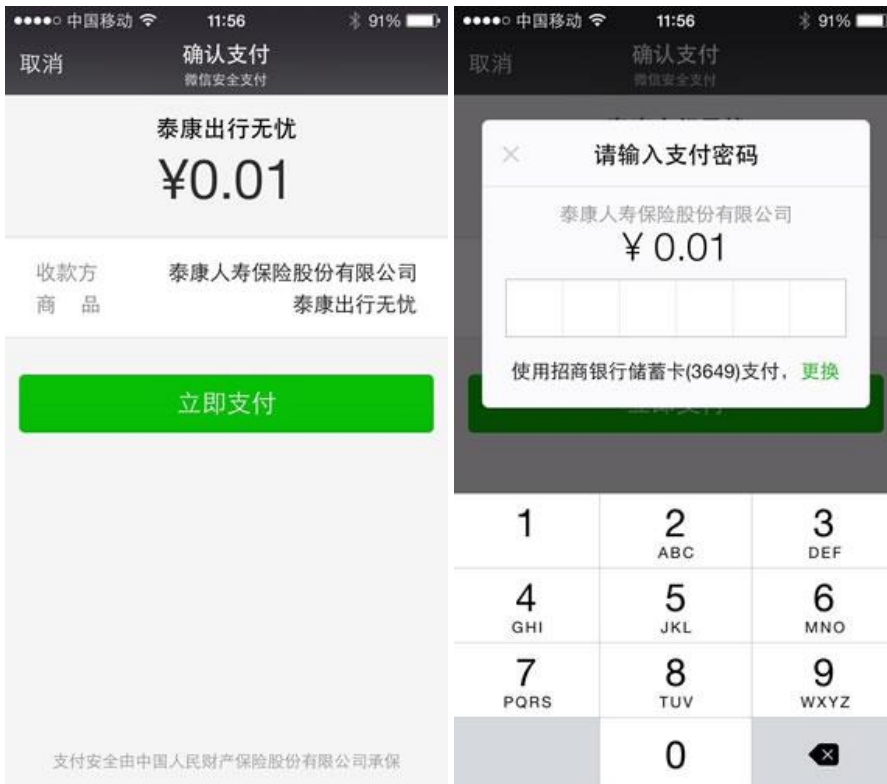 中国移动 11:56 91%
取消 确认支付
微信安全支付
泰康出行无忧
¥0.01
收款方 泰康人寿保险股份有限公司
商 品 泰康出行无忧
立即支付
支付安全由中国人民财产保险股份有限公司承保
中国移动 11:56 91%
取消 确认支付
微信安全支付
请输入支付密码
泰康人寿保险股份有限公司
¥ 0.01
使用招商银行储蓄卡(3649)支付，更换
1 2 3
ABC DEF
4 5 6
GHI JKL MNO
7 8 9
PQRS TUV WXYZ
0